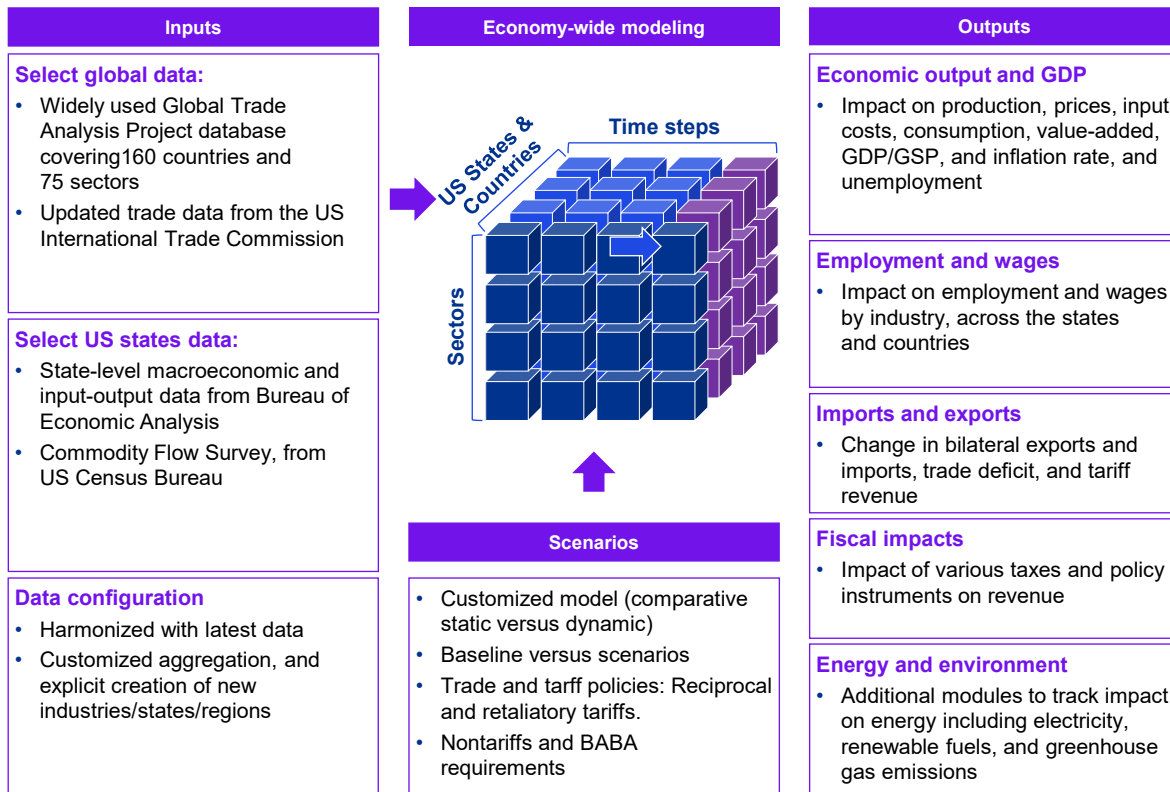 Inputs
Select global data:
• Widely used Global Trade
Analysis Project database
covering160 countries and
75 sectors
• Updated trade data from the US
International Trade Commission
Select US states data:
• State-level macroeconomic and
input-output data from Bureau of
Economic Analysis
• Commodity Flow Survey, from
US Census Bureau
Data configuration
• Harmonized with latest data
• Customized aggregation, and
explicit creation of new
industries/states/regions
Economy-wide modeling
Time steps
US States &
Countries
Sectors
Scenarios
• Customized model (comparative
static versus dynamic)
• Baseline versus scenarios
• Trade and tarff policies: Reciprocal
and retaliatory tariffs.
• Nontariffs and BABA
requirements
Outputs
Economic output and GDP
• Impact on production, prices, input
costs, consumption, value-added,
GDP/GSP, and inflation rate, and
unemployment
Employment and wages
• Impact on employment and wages
by industry, across the states
and countries
Imports and exports
• Change in bilateral exports and
imports, trade deficit, and tariff
revenue
Fiscal impacts
• Impact of various taxes and policy
instruments on revenue
Energy and environment
• Additional modules to track impact
on energy including electricity,
renewable fuels, and greenhouse
gas emissions